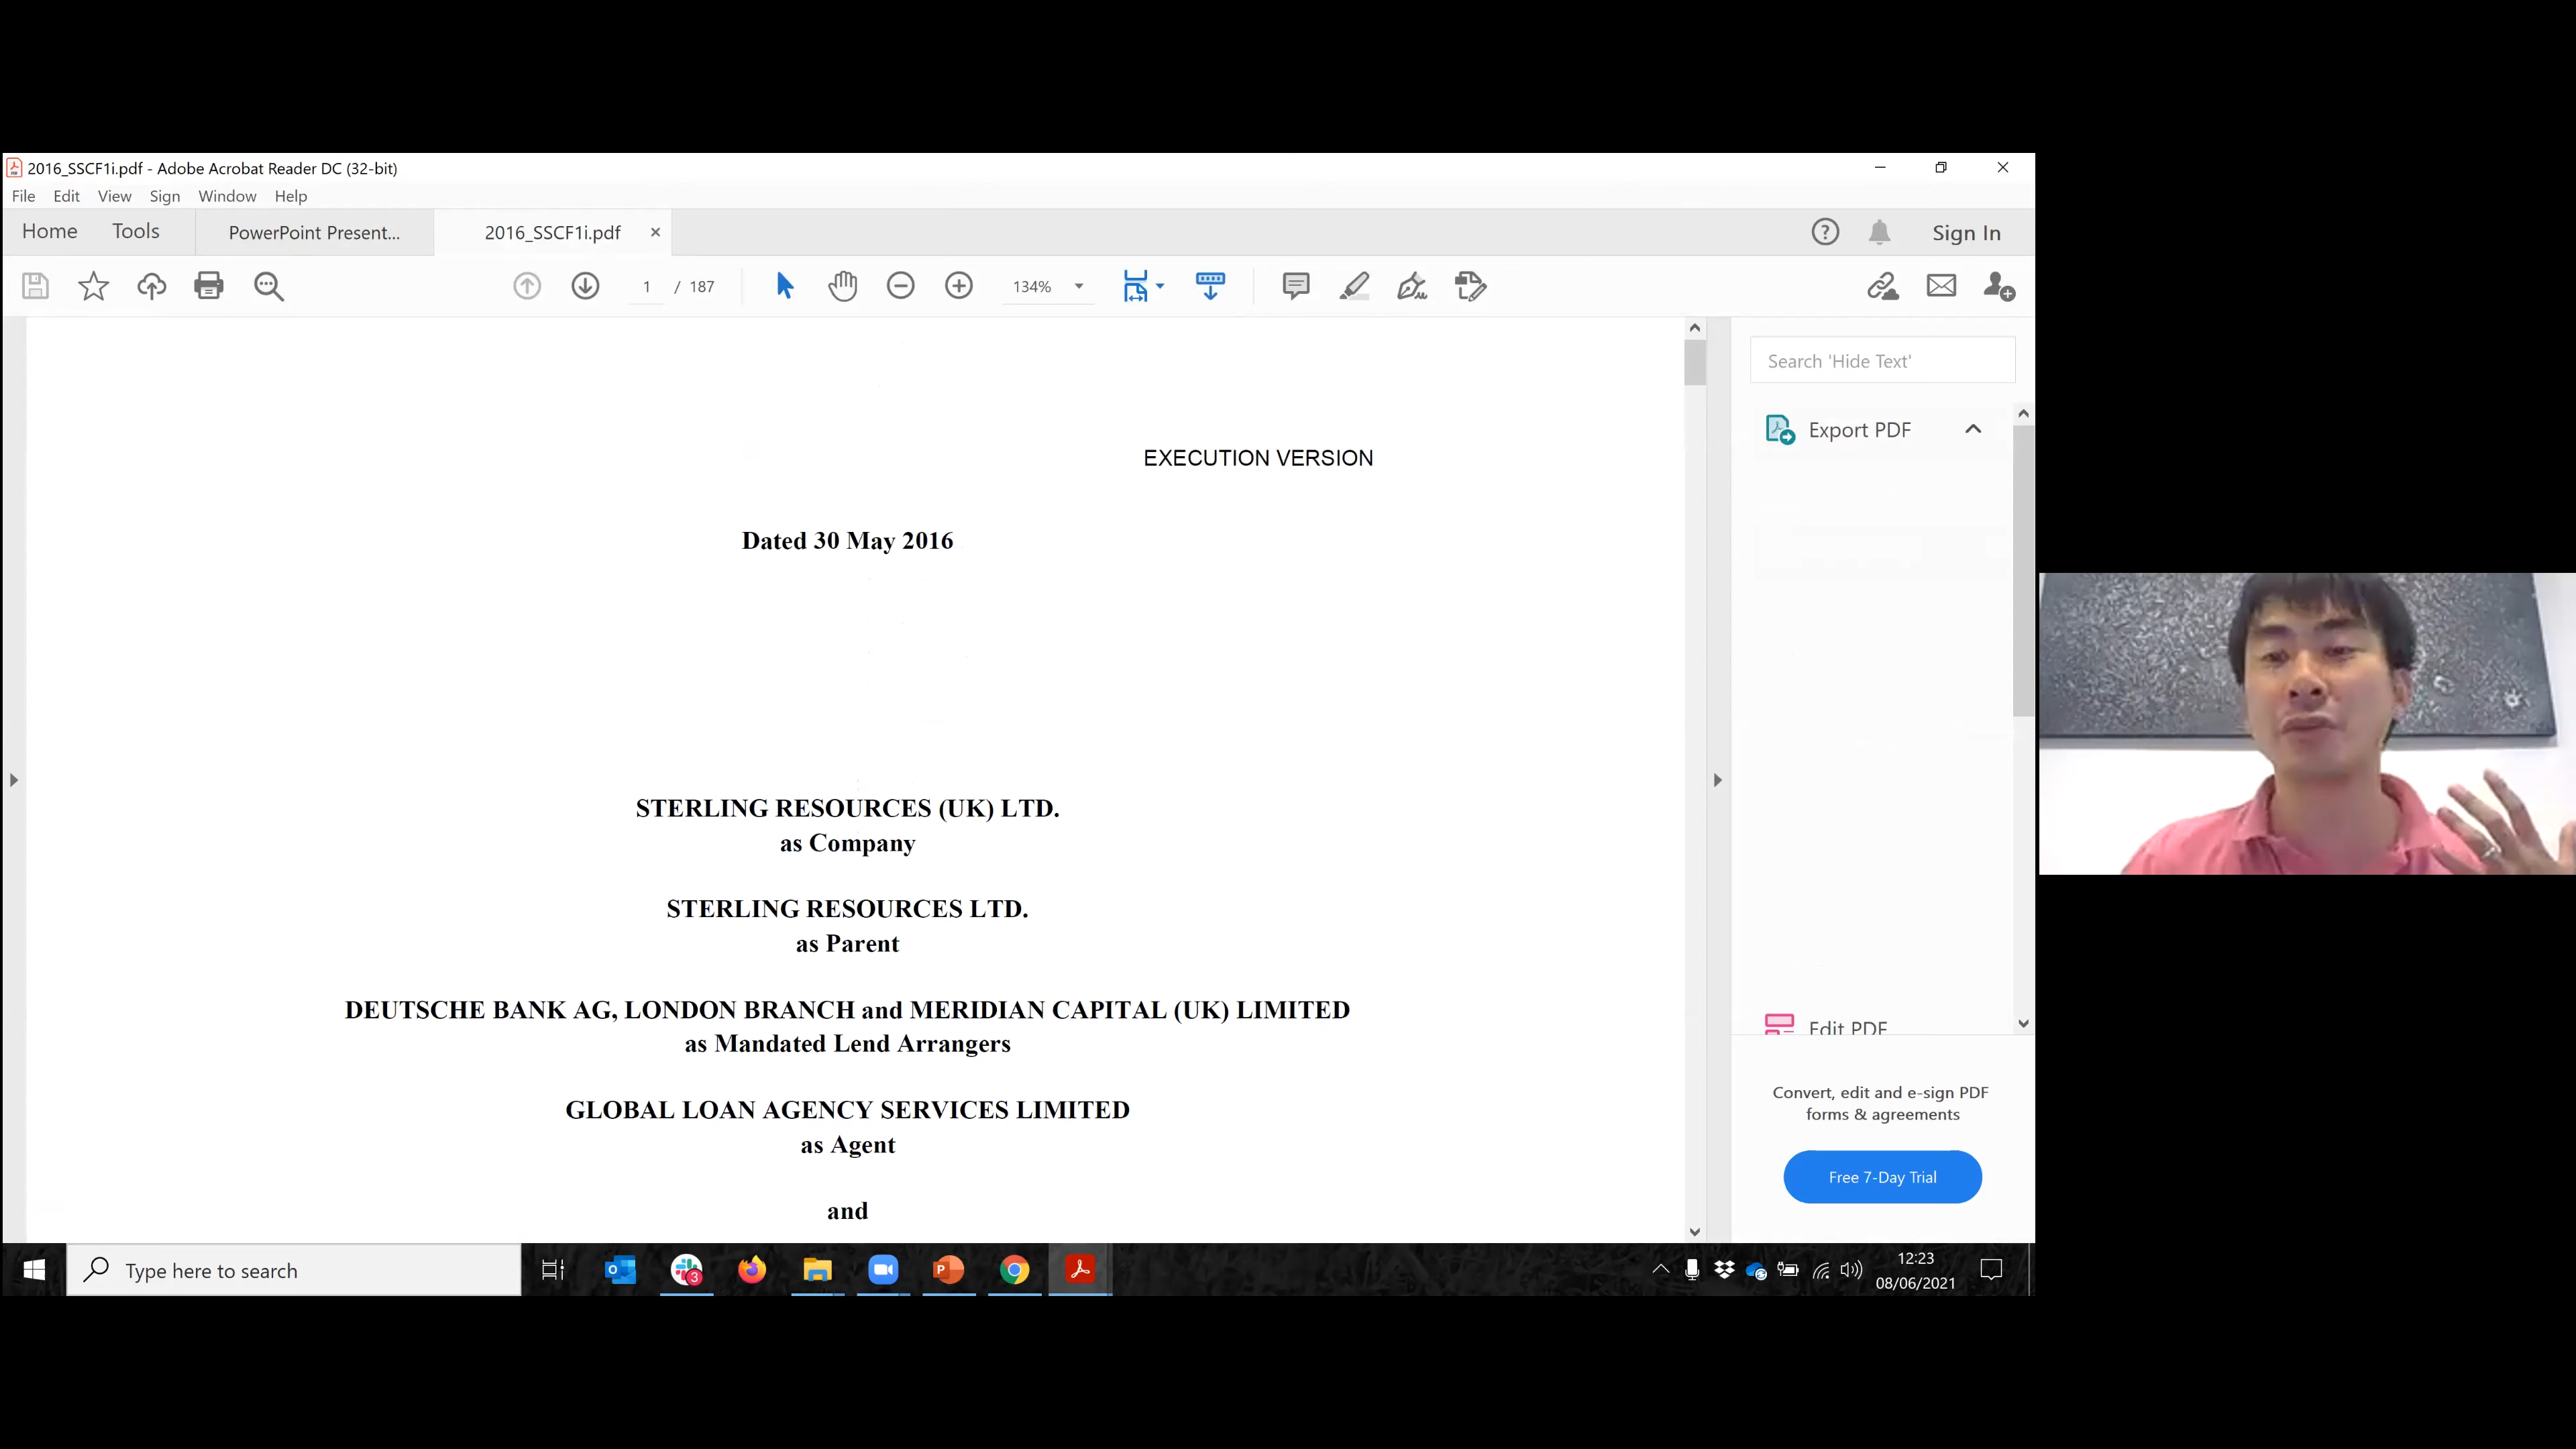 2016_SSCF1i.pdf - Adobe Acrobat Reader DC (32-bit)
File Edit View Sign Window Help
Home Tools PowerPoint Present... 2016_SSCF1i.pdf Sign In
1 / 187 134%
Search 'Hide Text'
Export PDF
EXECUTION VERSION
Dated 30 May 2016
STERLING RESOURCES (UK) LTD.
as Company
STERLING RESOURCES LTD.
as Parent
DEUTSCHE BANK AG, LONDON BRANCH and MERIDIAN CAPITAL (UK) LIMITED
as Mandated Lend Arrangers
GLOBAL LOAN AGENCY SERVICES LIMITED
as Agent
and
Edit PDF
Convert, edit and e-sign PDF
forms & agreements
Free 7-Day Trial
Type here to search
3
12:23
08/06/2021